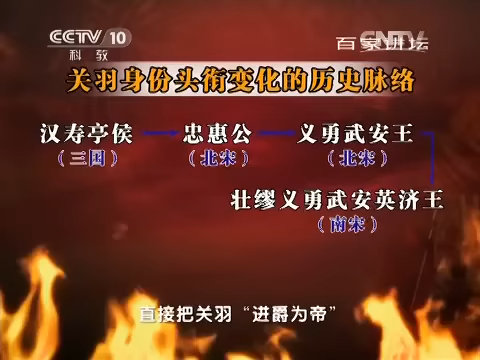 CCTV 10
科教
CNTV
百家讲坛
关羽身份头衔变化的历史脉络
汉寿亭侯 忠惠公 义勇武安王
（三国） （北宋） （北宋）
壮缪义勇武安英济王
（南宋）
直接把关羽“进爵为帝”